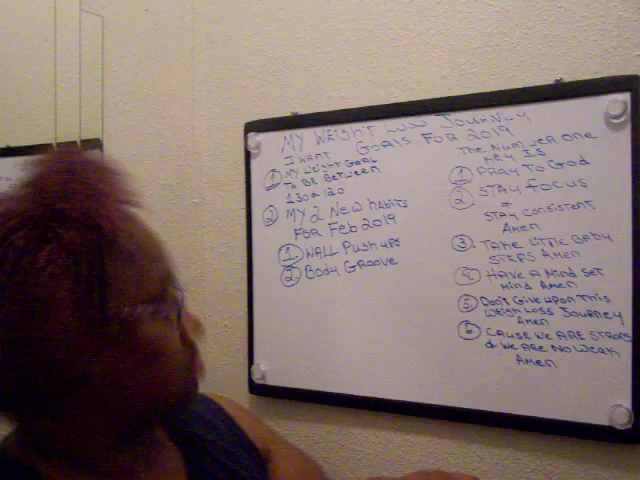 MY WEIGHT LOSS JOURNEY
GOALS FOR 2019
I WANT
① MY WEIGHT GOAL
TO BE BETWEEN
130 & 120
② MY 2 NEW HABITS
FOR FEB 2019
①. WALL PUSH UPS
②. BODY GROOVE
THE NUMBER ONE
KEY IS
① PRAY TO GOD
②. STAY FOCUS
&
STAY CONSISTENT
AMEN
③. TAKE LITTLE BABY
STEPS AMEN
④. HAVE A MIND SET
MIND AMEN
⑤. DON'T GIVE UPON THIS
WEIGH LOSS JOURNEY
AMEN
⑥ CAUSE WE ARE STRONG
& WE ARE NO WEAK
AMEN